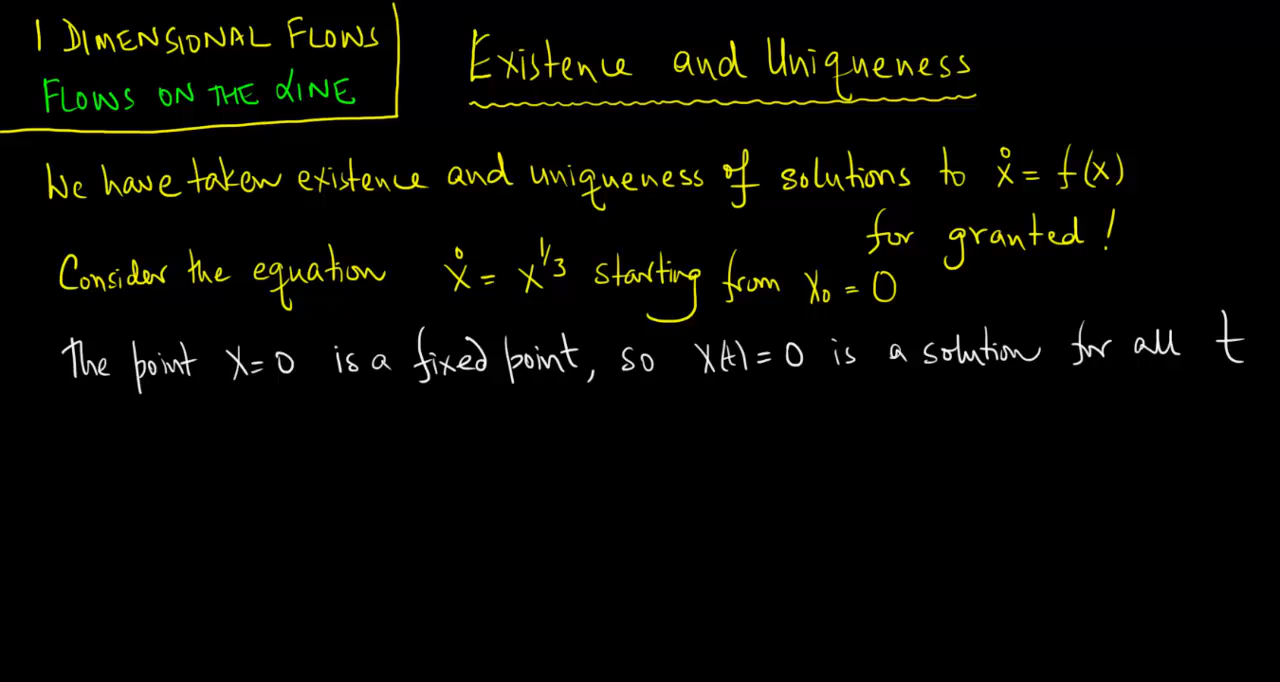 1 DIMENSIONAL FLOWS
FLOWS ON THE LINE
Existence and Uniqueness
We have taken existence and uniqueness of solutions to ẋ = f(x)
for granted!
Consider the equation ẋ = x^1/3 starting from x₀ = 0
The point x = 0 is a fixed point, so x(t) = 0 is a solution for all t